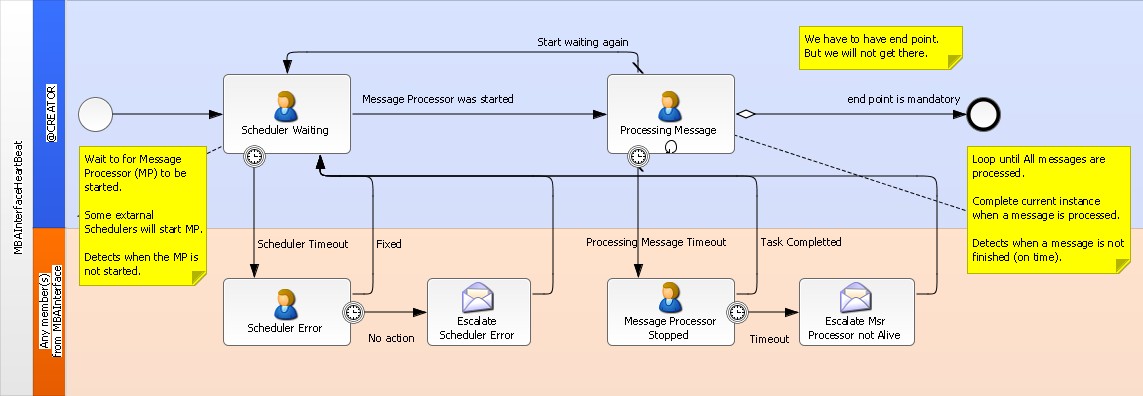 MBAInterfaceHeartBeat
@CREATOR
Any member(s)
from MBAInterface
Start waiting again
We have to have end point.
But we will not get there.
Scheduler Waiting
Message Processor was started
Processing Message
end point is mandatory
Wait to for Message
Processor (MP) to be
started.
Some extarnal
Schedulers will start MP.
Detects when the MP is
not started.
Loop until All messages are
processed.
Complete current instance
when a message is processed.
Detects when a message is not
finished (on time).
Scheduler Timeout
Fixed
Processing Message Timeout
Task Completted
Scheduler Error
No action
Escalate
Scheduler Error
Message Processor
Stopped
Timeout
Escalate Msr
Processor not Alive